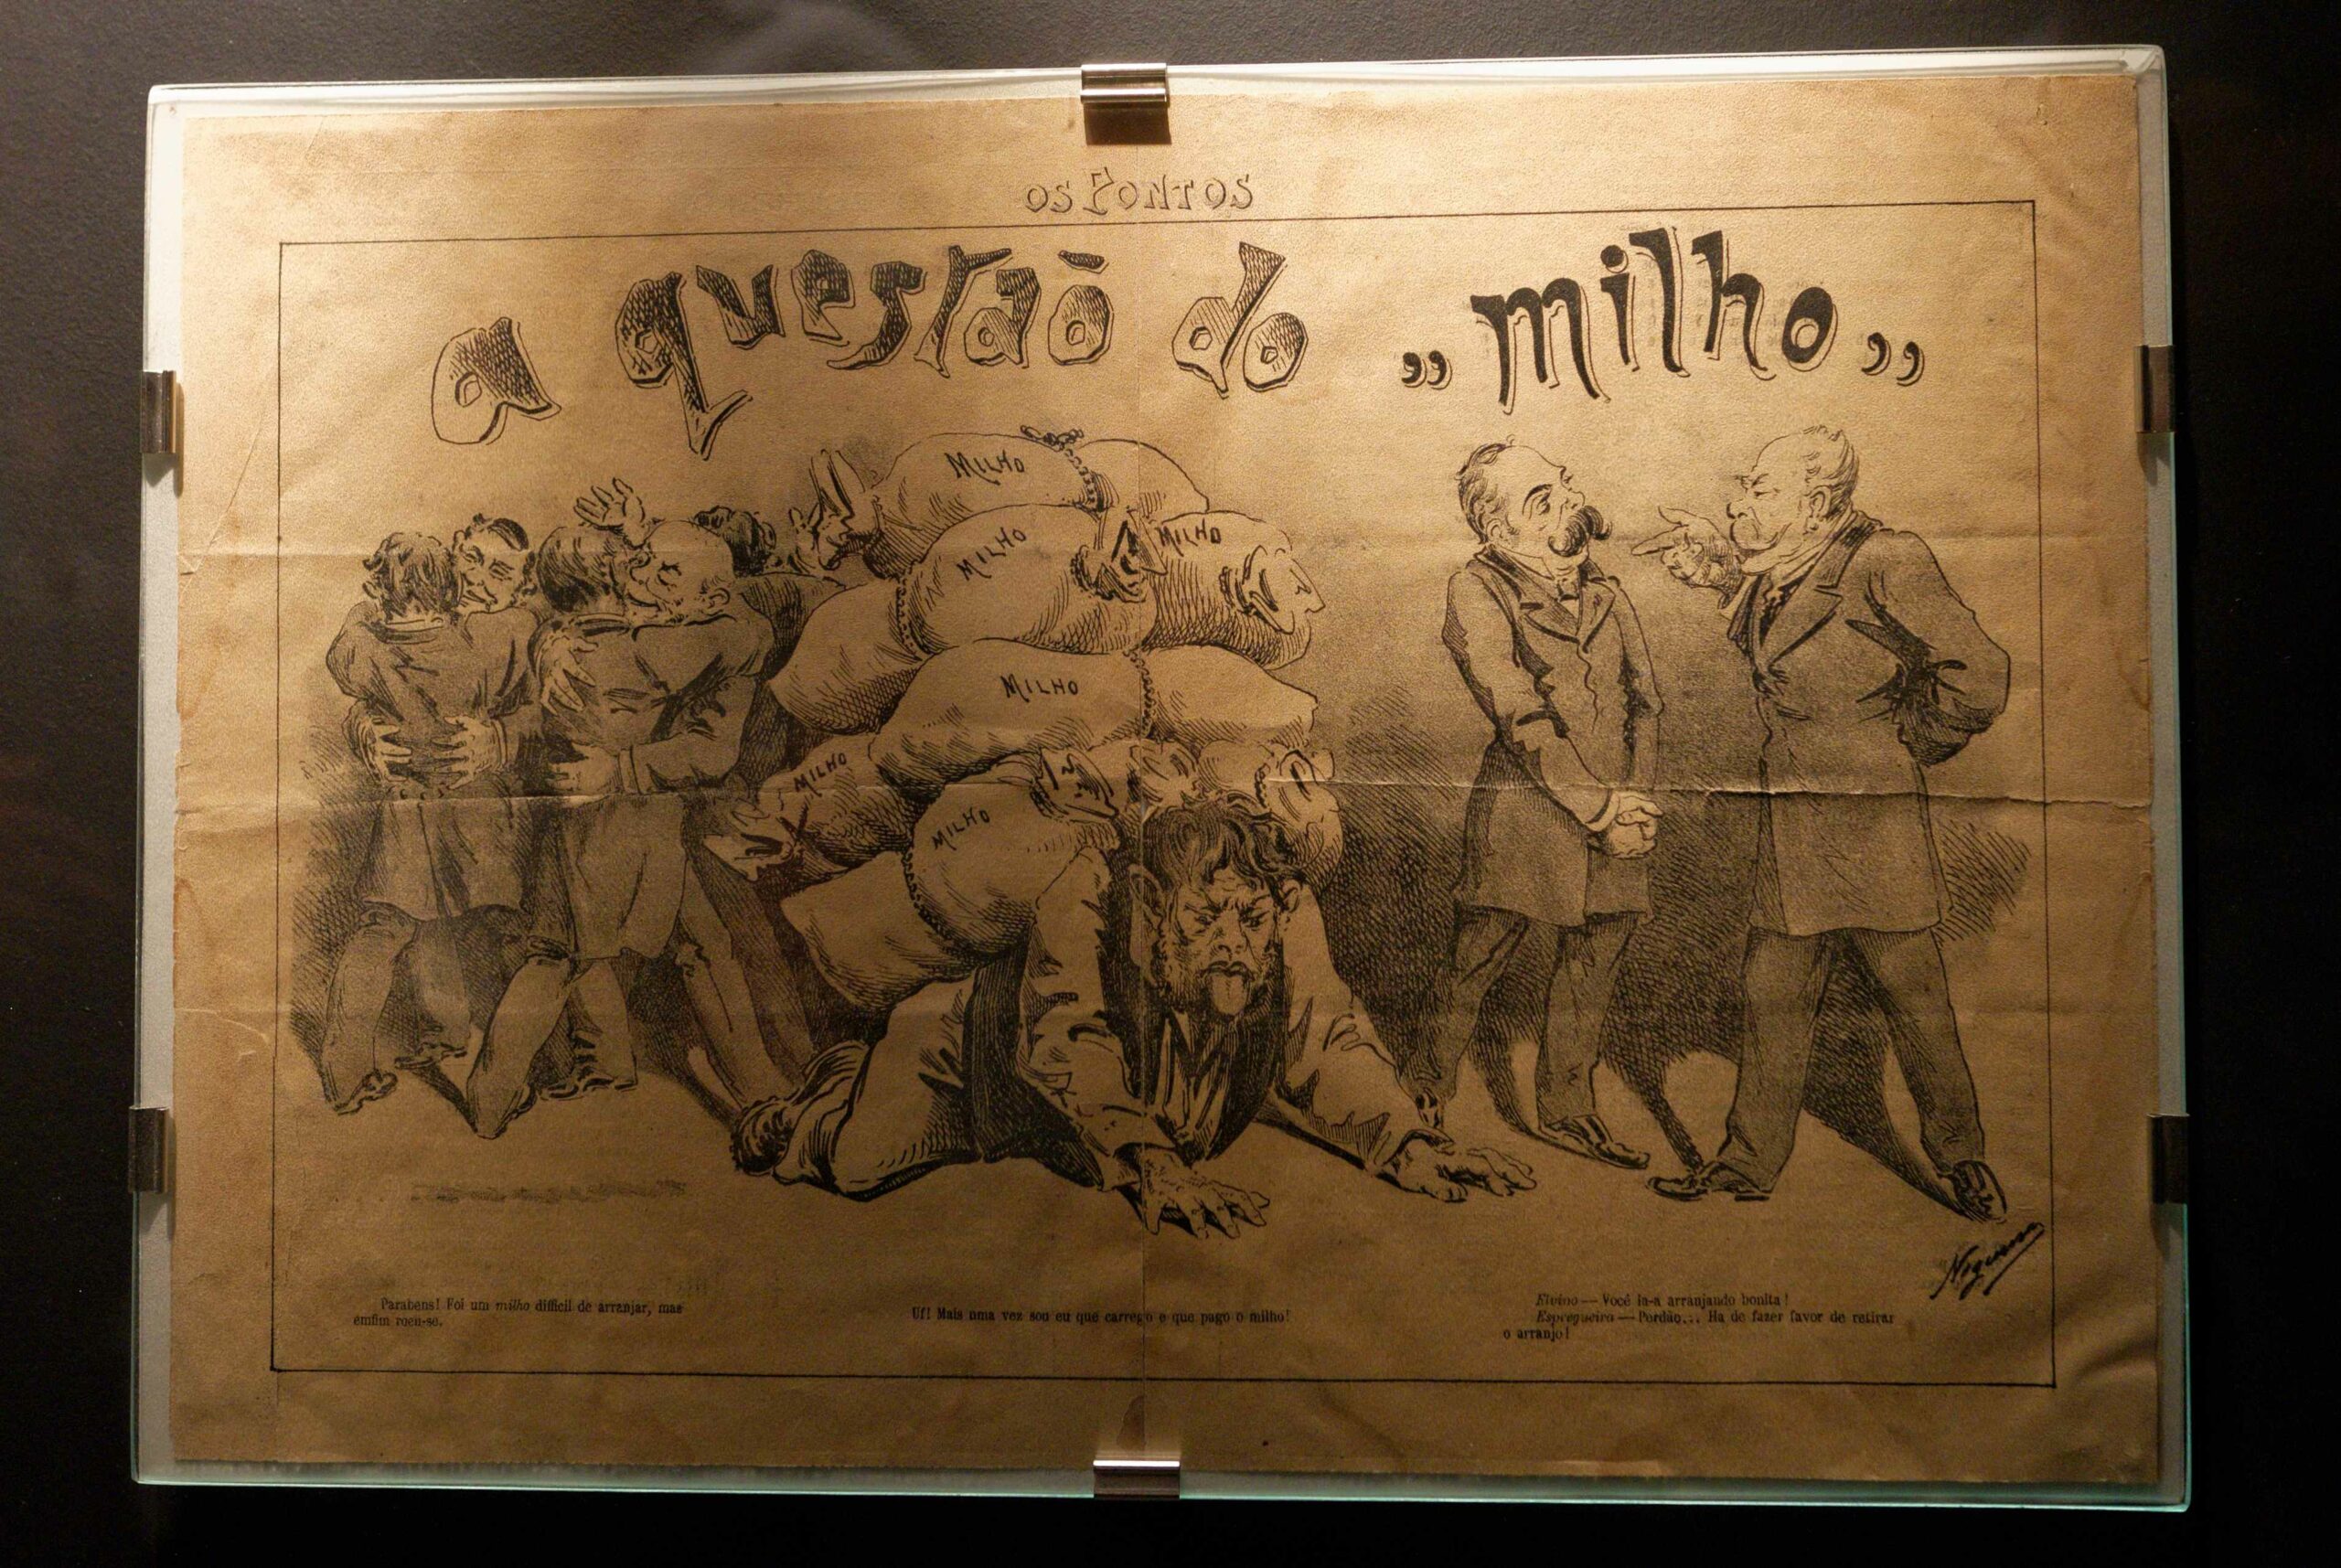 OS PONTOS
a questão do „milho„
MILHO
MILHO
MILHO
MILHO
MILHO
MILHO
Parabens! Foi um milho difficil de arranjar, mas
emfim roeu-se.
Uf! Mais uma vez sou eu que carrego e que pago o milho!
Elvino — Você ia-a arranjando bonita!
Espregueira — Perdão... Ha de fazer favor de retirar
o arranjo!